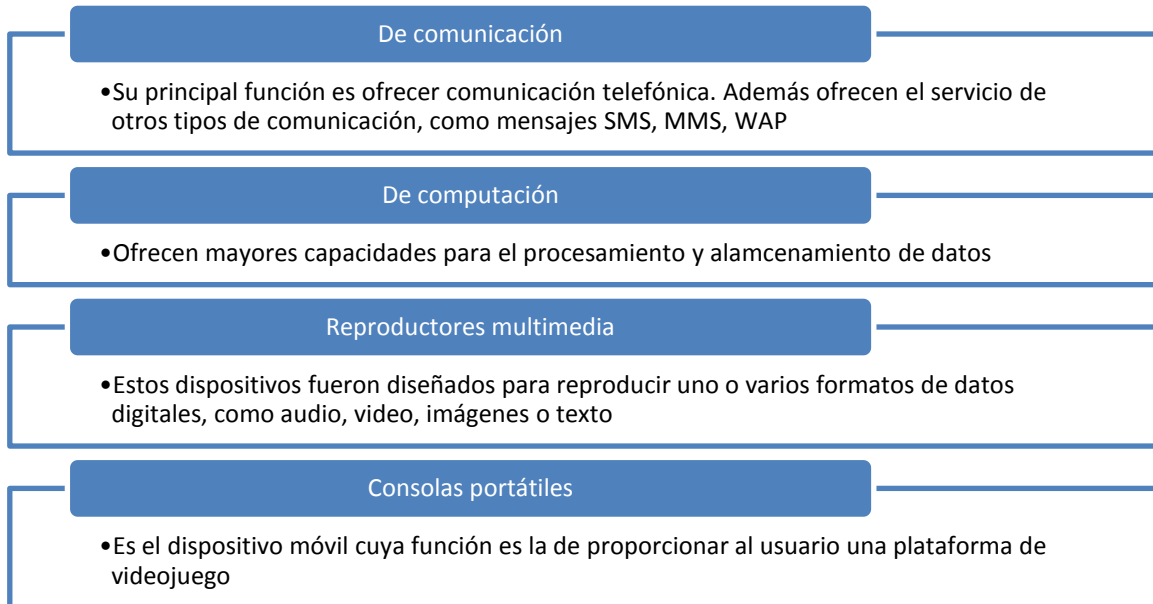 De comunicación
•Su principal función es ofrecer comunicación telefónica. Además ofrecen el servicio de
otros tipos de comunicación, como mensajes SMS, MMS, WAP
De computación
•Ofrecen mayores capacidades para el procesamiento y alamcenamiento de datos
Reproductores multimedia
•Estos dispositivos fueron diseñados para reproducir uno o varios formatos de datos
digitales, como audio, video, imágenes o texto
Consolas portátiles
•Es el dispositivo móvil cuya función es la de proporcionar al usuario una plataforma de
videojuego